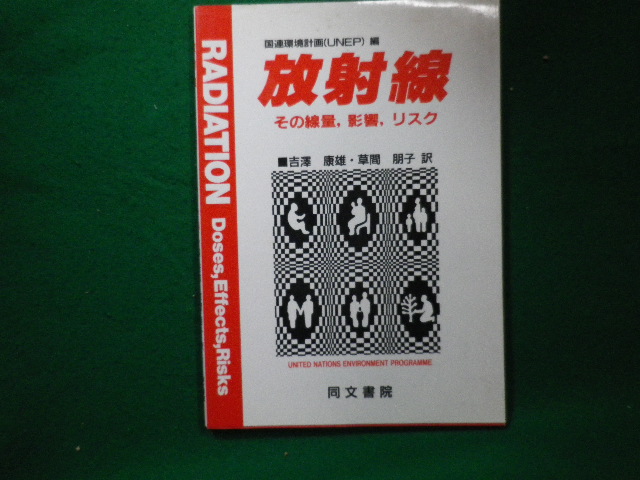 国連環境計画(UNEP) 編
放射線
その線量, 影響, リスク
■吉澤 康雄・草間 朋子 訳
RADIATION Doses,Effects,Risks
UNITED NATIONS ENVIRONMENT PROGRAMME
同文書院